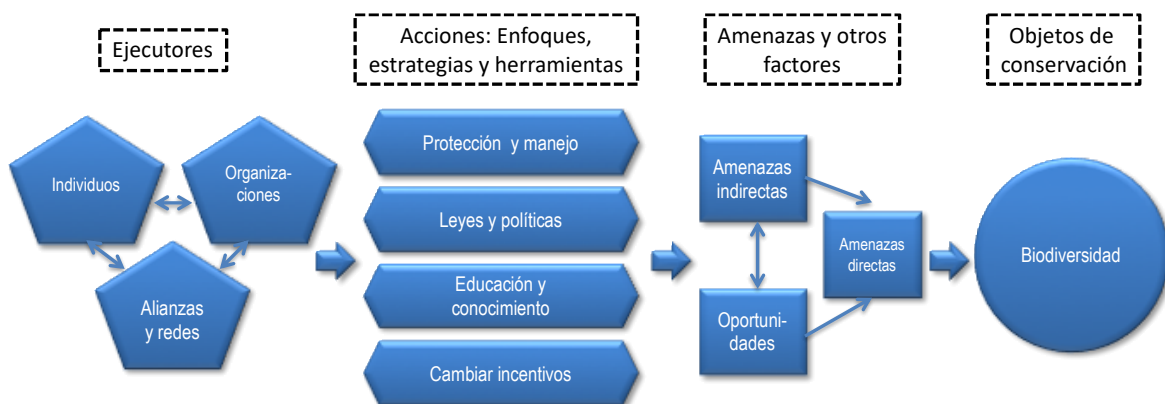 Ejecutores
Acciones: Enfoques,
estrategias y herramientas
Amenazas y otros
factores
Objetos de
conservación
Individuos
Organiza-
ciones
Alianzas
y redes
Protección y manejo
Leyes y políticas
Educación y
conocimiento
Cambiar incentivos
Amenazas
indirectas
Oportuni-
dades
Amenazas
directas
Biodiversidad